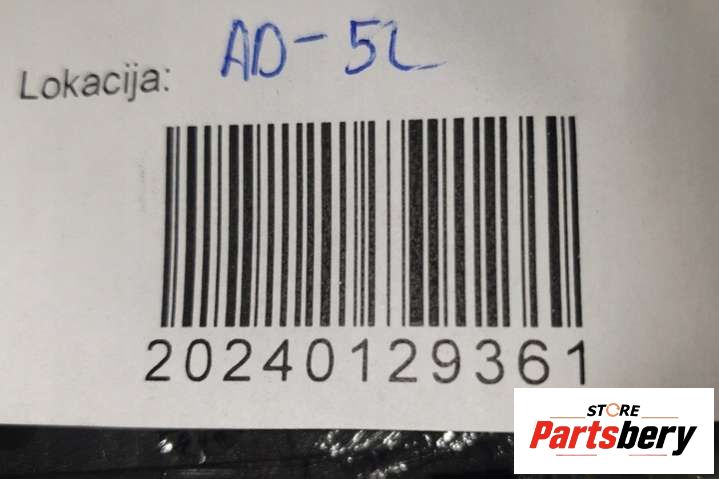 Lokacija: AD-5L
20240129361
STORE
Partsbery